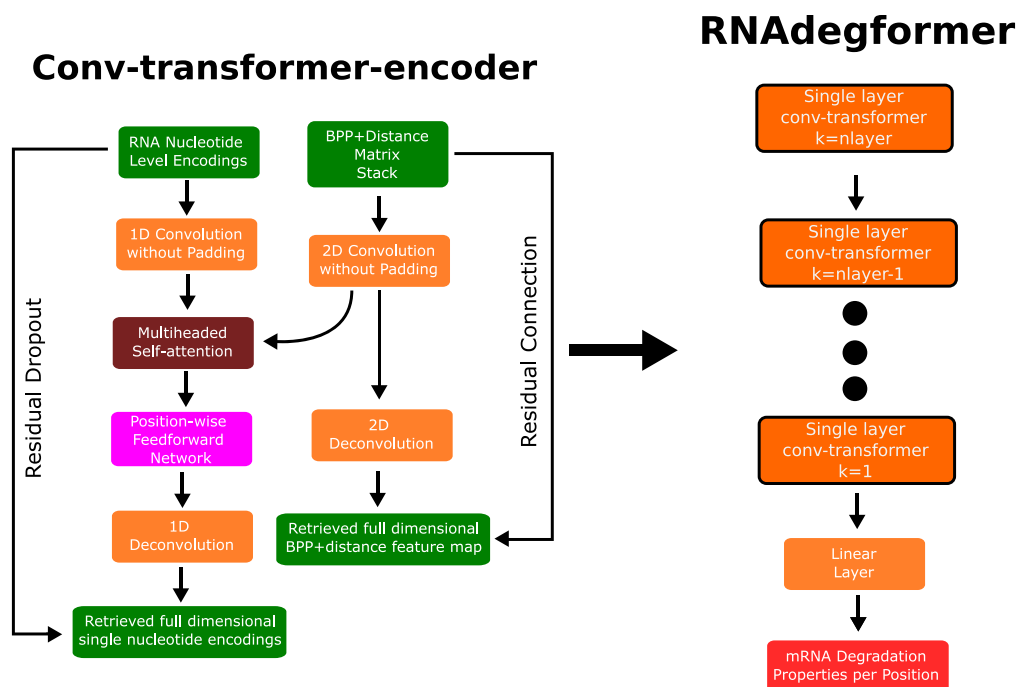 Conv-transformer-encoder
RNA Nucleotide
Level Encodings
1D Convolution
without Padding
Multiheaded
Self-attention
Position-wise
Feedforward
Network
1D
Deconvolution
Retrieved full dimensional
single nucleotide encodings
Residual Dropout
BPP+Distance
Matrix
Stack
2D Convolution
without Padding
2D
Deconvolution
Retrieved full dimensional
BPP+distance feature map
Residual Connection
RNAdegformer
Single layer
conv-transformer
k=nlayer
Single layer
conv-transformer
k=nlayer-1
Single layer
conv-transformer
k=1
Linear
Layer
mRNA Degradation
Properties per Position